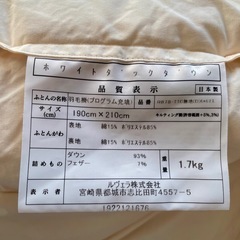 ホワイトダックダウン
品質表示 日本製
ふとんの名称 羽毛掛(プログラム充填)
サイズ(cm) 190cm × 210cm
ふとんがわ
表地 綿15% ポリエステル85%
裏地 綿15% ポリエステル85%
詰めもの ダウン 93% フェザー 7% 1.7kg
表示者 ルヴェラ株式会社
宮崎県都城市志比田町4557-5
1922121676